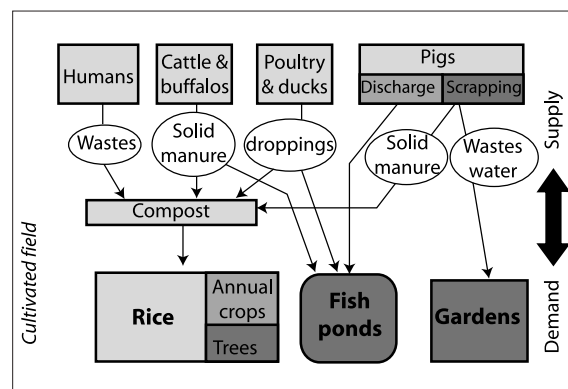 Humans
Cattle &
buffalos
Poultry
& ducks
Pigs
Discharge
Scrapping
Wastes
Solid
manure
droppings
Solid
manure
Wastes
water
Supply
Compost
Cultivated field
Rice
Annual
crops
Trees
Fish
ponds
Gardens
Demand